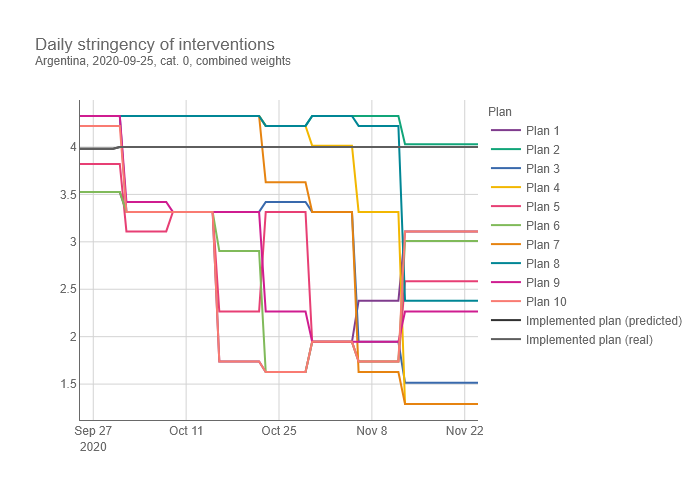 Daily stringency of interventions
Argentina, 2020-09-25, cat. 0, combined weights
Plan
Plan 1
Plan 2
Plan 3
Plan 4
Plan 5
Plan 6
Plan 7
Plan 8
Plan 9
Plan 10
Implemented plan (predicted)
Implemented plan (real)
4
3.5
3
2.5
2
1.5
Sep 27
2020
Oct 11
Oct 25
Nov 8
Nov 22